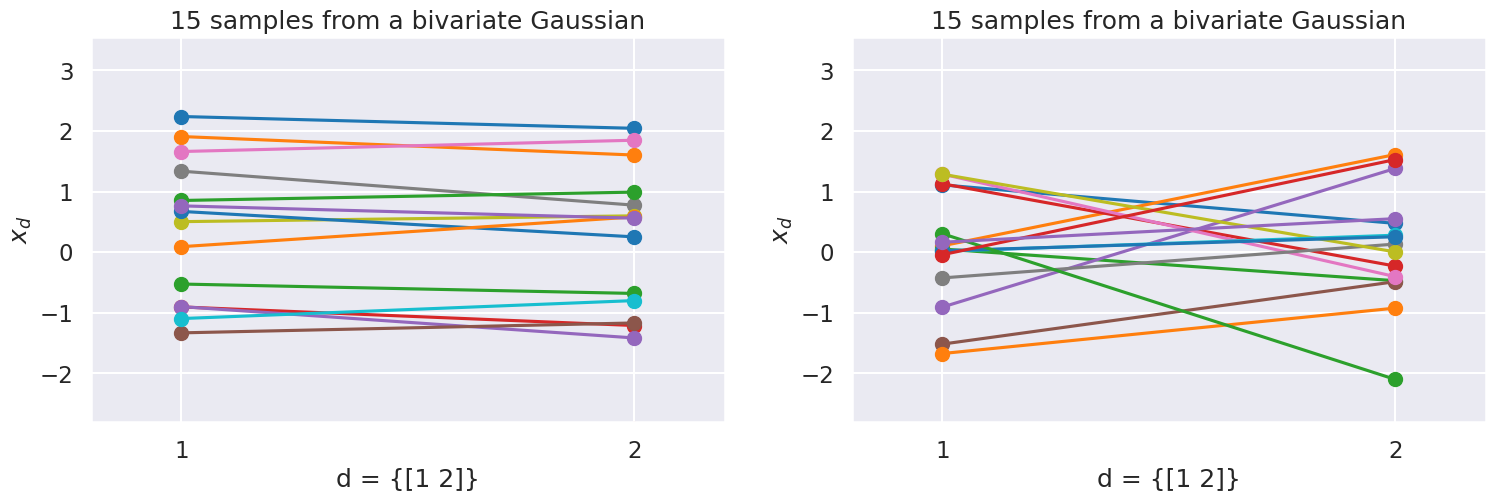 15 samples from a bivariate Gaussian
3
2
1
0
−1
−2
x_d
1 2
d = {[1 2]}
15 samples from a bivariate Gaussian
3
2
1
0
−1
−2
x_d
1 2
d = {[1 2]}